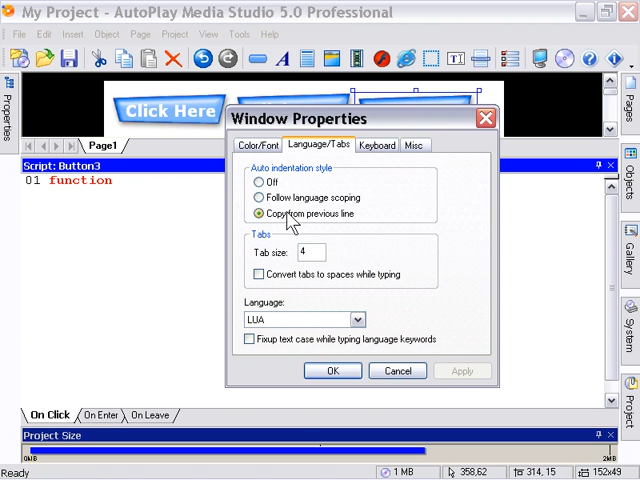 My Project - AutoPlay Media Studio 5.0 Professional
File Edit Insert Object Page Project View Tools Help
Click Here
Properties
Page1
Pages
Script: Button3
01 function
Objects
Gallery
System
Project
Window Properties
Color/Font Language/Tabs Keyboard Misc
Auto indentation style
Off
Follow language scoping
Copy from previous line
Tabs
Tab size: 4
Convert tabs to spaces while typing
Language:
LUA
Fixup text case while typing language keywords
OK Cancel Apply
On Click On Enter On Leave
Project Size
0MB 2MB
Ready 1 MB 358,62 314, 15 152x49